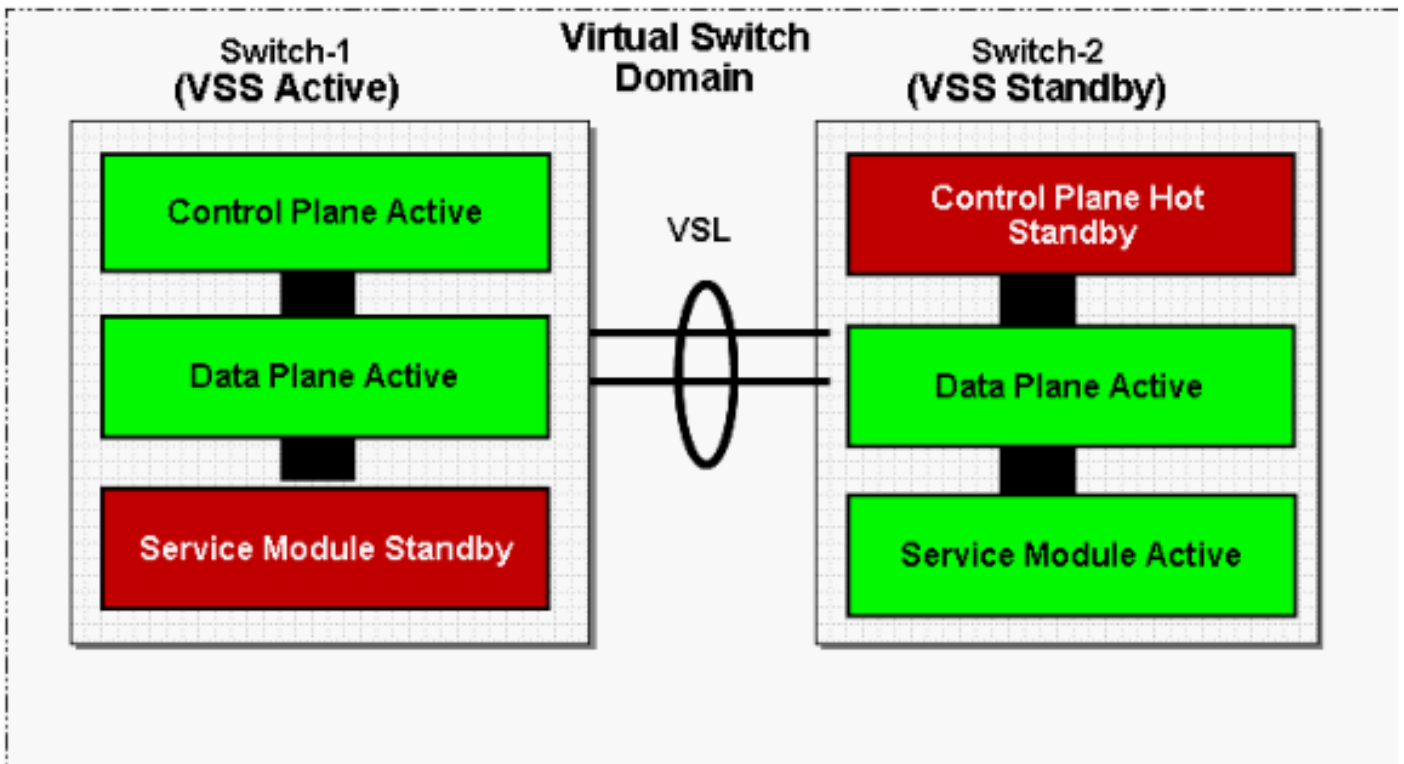 Switch-1
(VSS Active)
Virtual Switch
Domain
Switch-2
(VSS Standby)
Control Plane Active
Data Plane Active
Service Module Standby
VSL
Control Plane Hot
Standby
Data Plane Active
Service Module Active